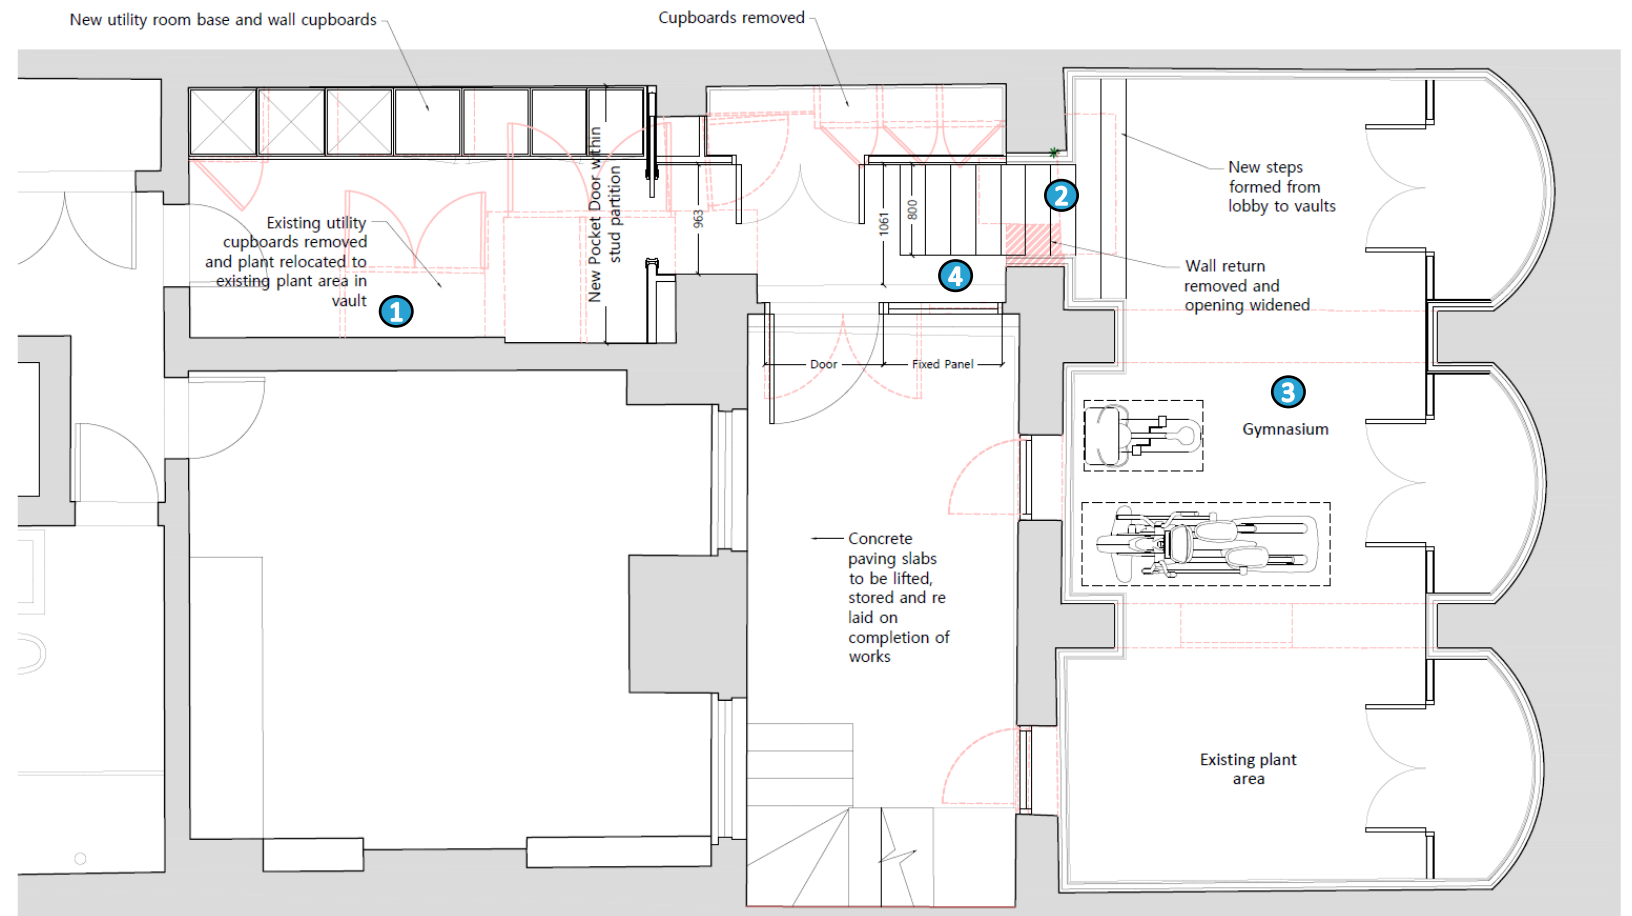 New utility room base and wall cupboards
Cupboards removed
New Pocket Door within
stud partition
Existing utility
cupboards removed
and plant relocated to
existing plant area in
vault
1
963
1061
800
2
New steps
formed from
lobby to vaults
Wall return
removed and
opening widened
4
Door
Fixed Panel
3
Gymnasium
Concrete
paving slabs
to be lifted,
stored and re
laid on
completion of
works
Existing plant
area